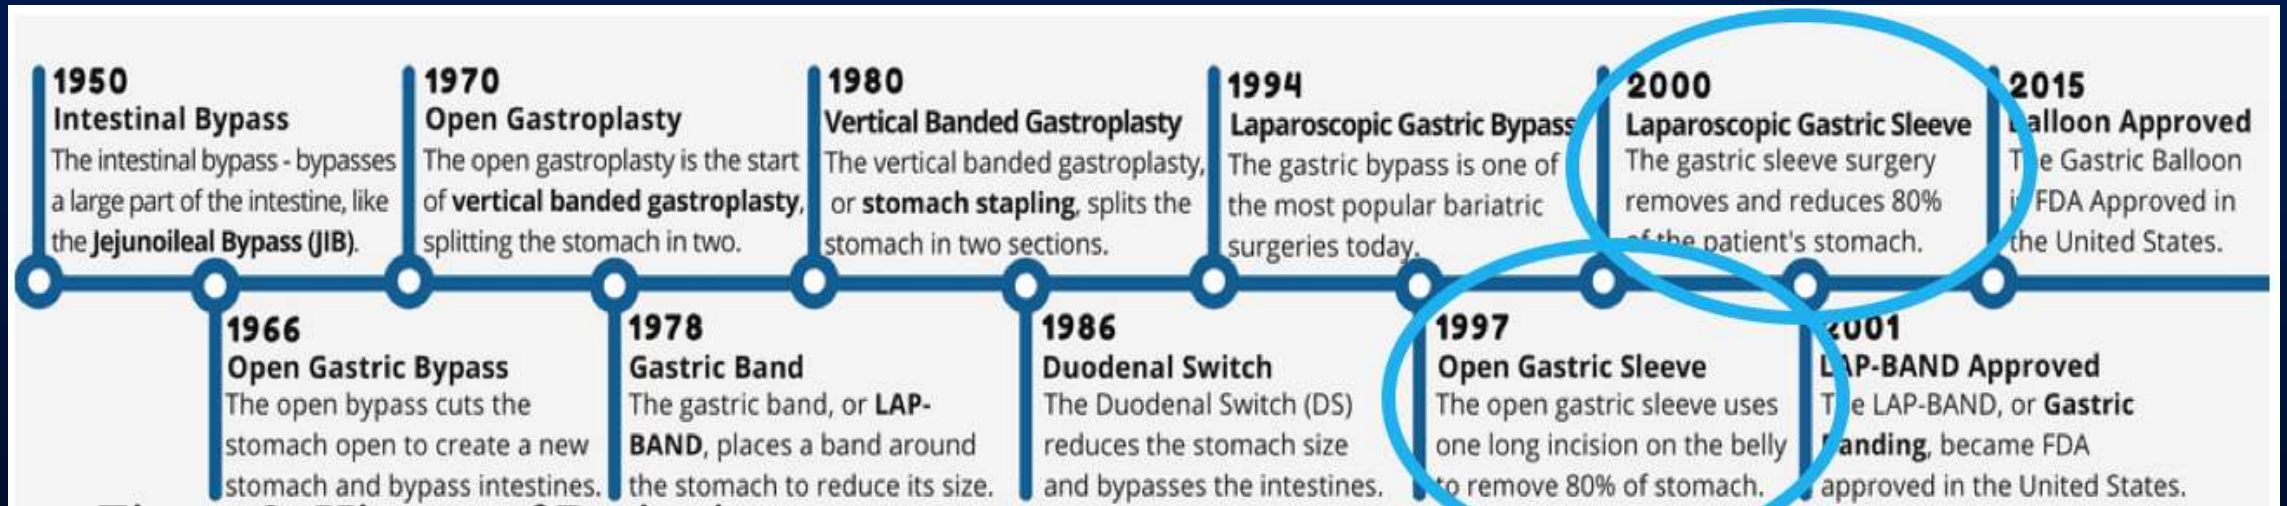 1950
Intestinal Bypass
The intestinal bypass - bypasses
a large part of the intestine, like
the Jejunoileal Bypass (JIB).
1970
Open Gastroplasty
The open gastroplasty is the start
of vertical banded gastroplasty,
splitting the stomach in two.
1980
Vertical Banded Gastroplasty
The vertical banded gastroplasty,
or stomach stapling, splits the
stomach in two sections.
1994
Laparoscopic Gastric Bypass
The gastric bypass is one of
the most popular bariatric
surgeries today.
2000
Laparoscopic Gastric Sleeve
The gastric sleeve surgery
removes and reduces 80%
of the patient's stomach.
2015
Balloon Approved
The Gastric Balloon
is FDA Approved in
the United States.
1966
Open Gastric Bypass
The open bypass cuts the
stomach open to create a new
stomach and bypass intestines.
1978
Gastric Band
The gastric band, or LAP-
BAND, places a band around
the stomach to reduce its size.
1986
Duodenal Switch
The Duodenal Switch (DS)
reduces the stomach size
and bypasses the intestines.
1997
Open Gastric Sleeve
The open gastric sleeve uses
one long incision on the belly
to remove 80% of stomach.
2001
LAP-BAND Approved
The LAP-BAND, or Gastric
Banding, became FDA
approved in the United States.